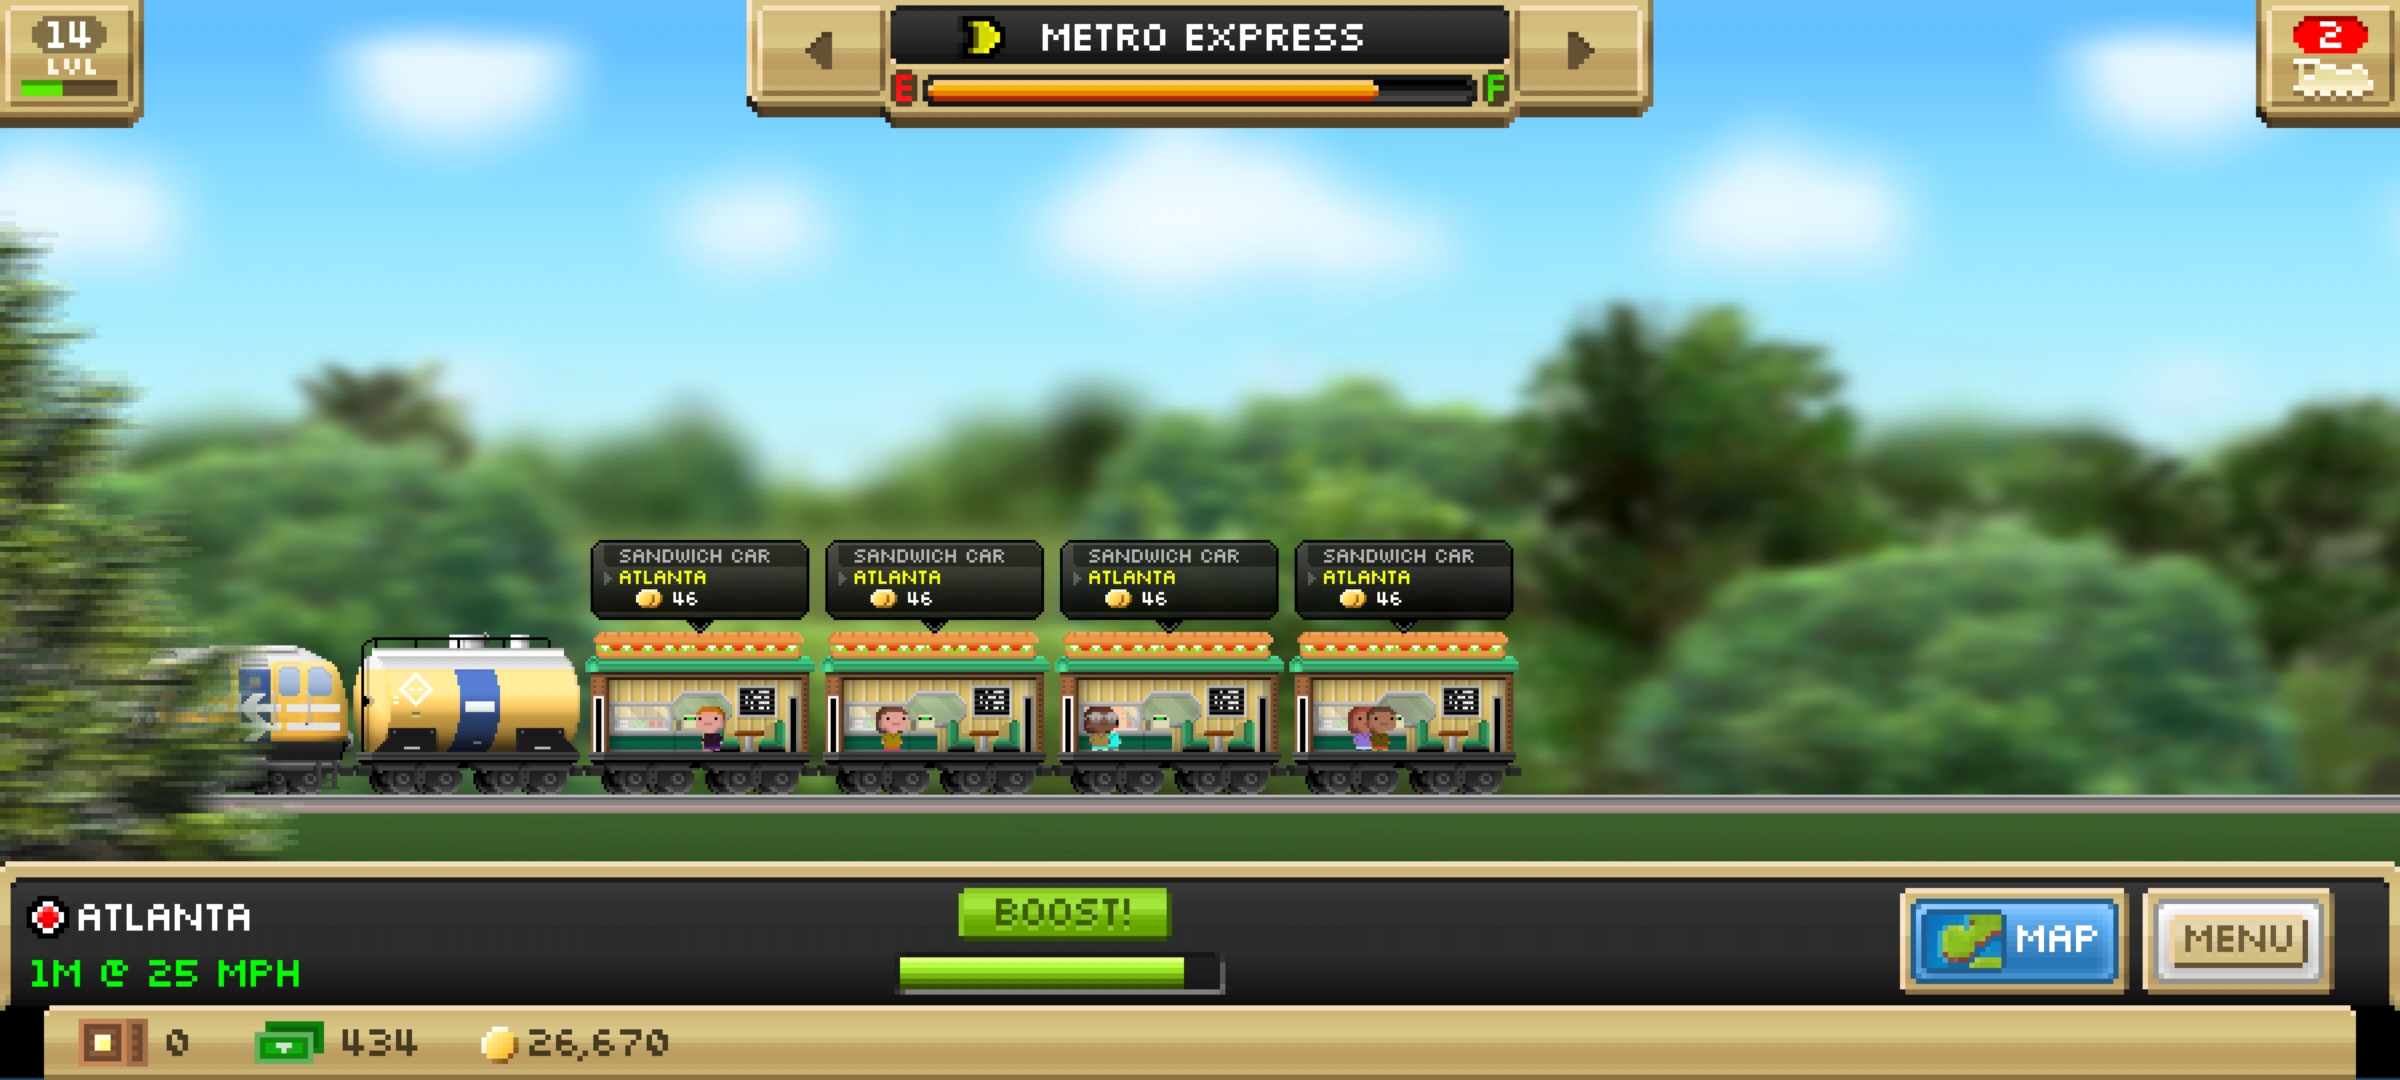 14
LVL
METRO EXPRESS
E F
2
SANDWICH CAR
ATLANTA
46
SANDWICH CAR
ATLANTA
46
SANDWICH CAR
ATLANTA
46
SANDWICH CAR
ATLANTA
46
ATLANTA
1M @ 25 MPH
BOOST!
MAP
MENU
0 434 26,670